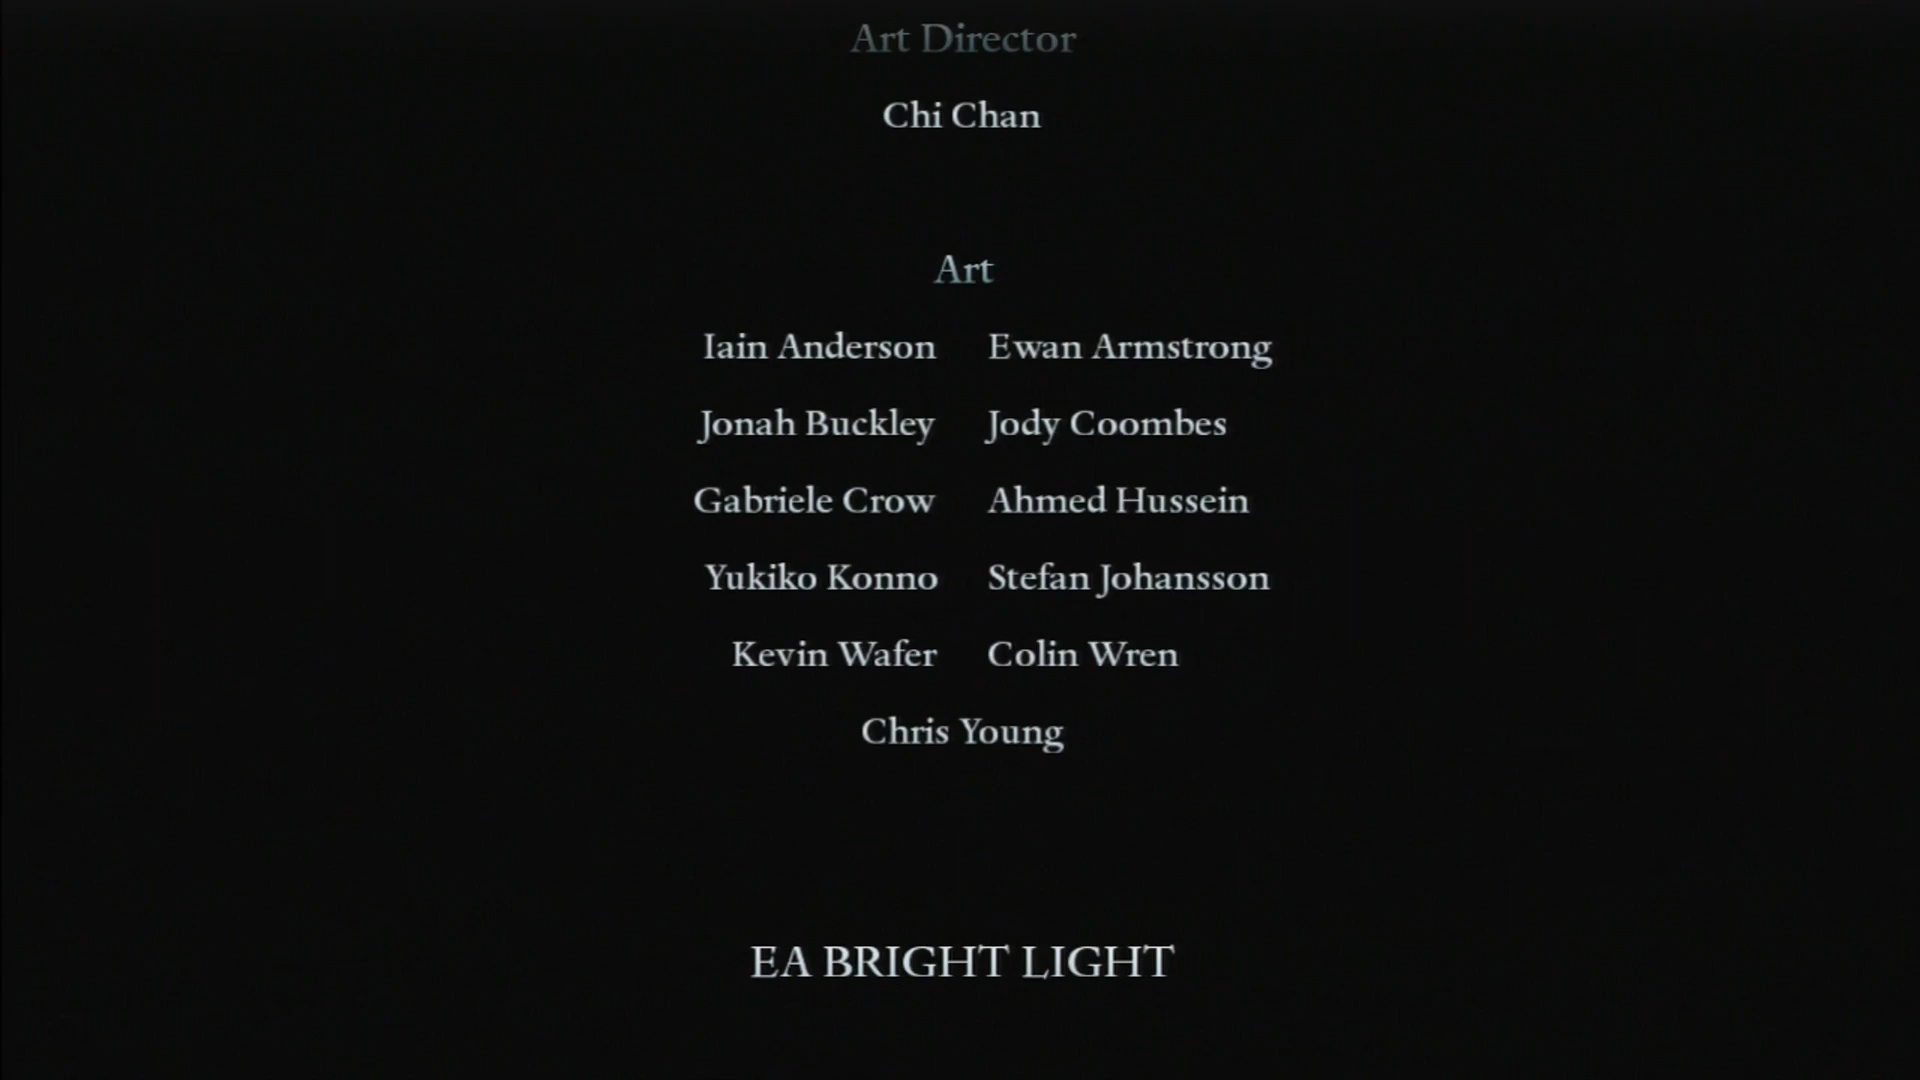 Art Director
Chi Chan
Art
Iain Anderson Ewan Armstrong
Jonah Buckley Jody Coombes
Gabriele Crow Ahmed Hussein
Yukiko Konno Stefan Johansson
Kevin Wafer Colin Wren
Chris Young
EA BRIGHT LIGHT